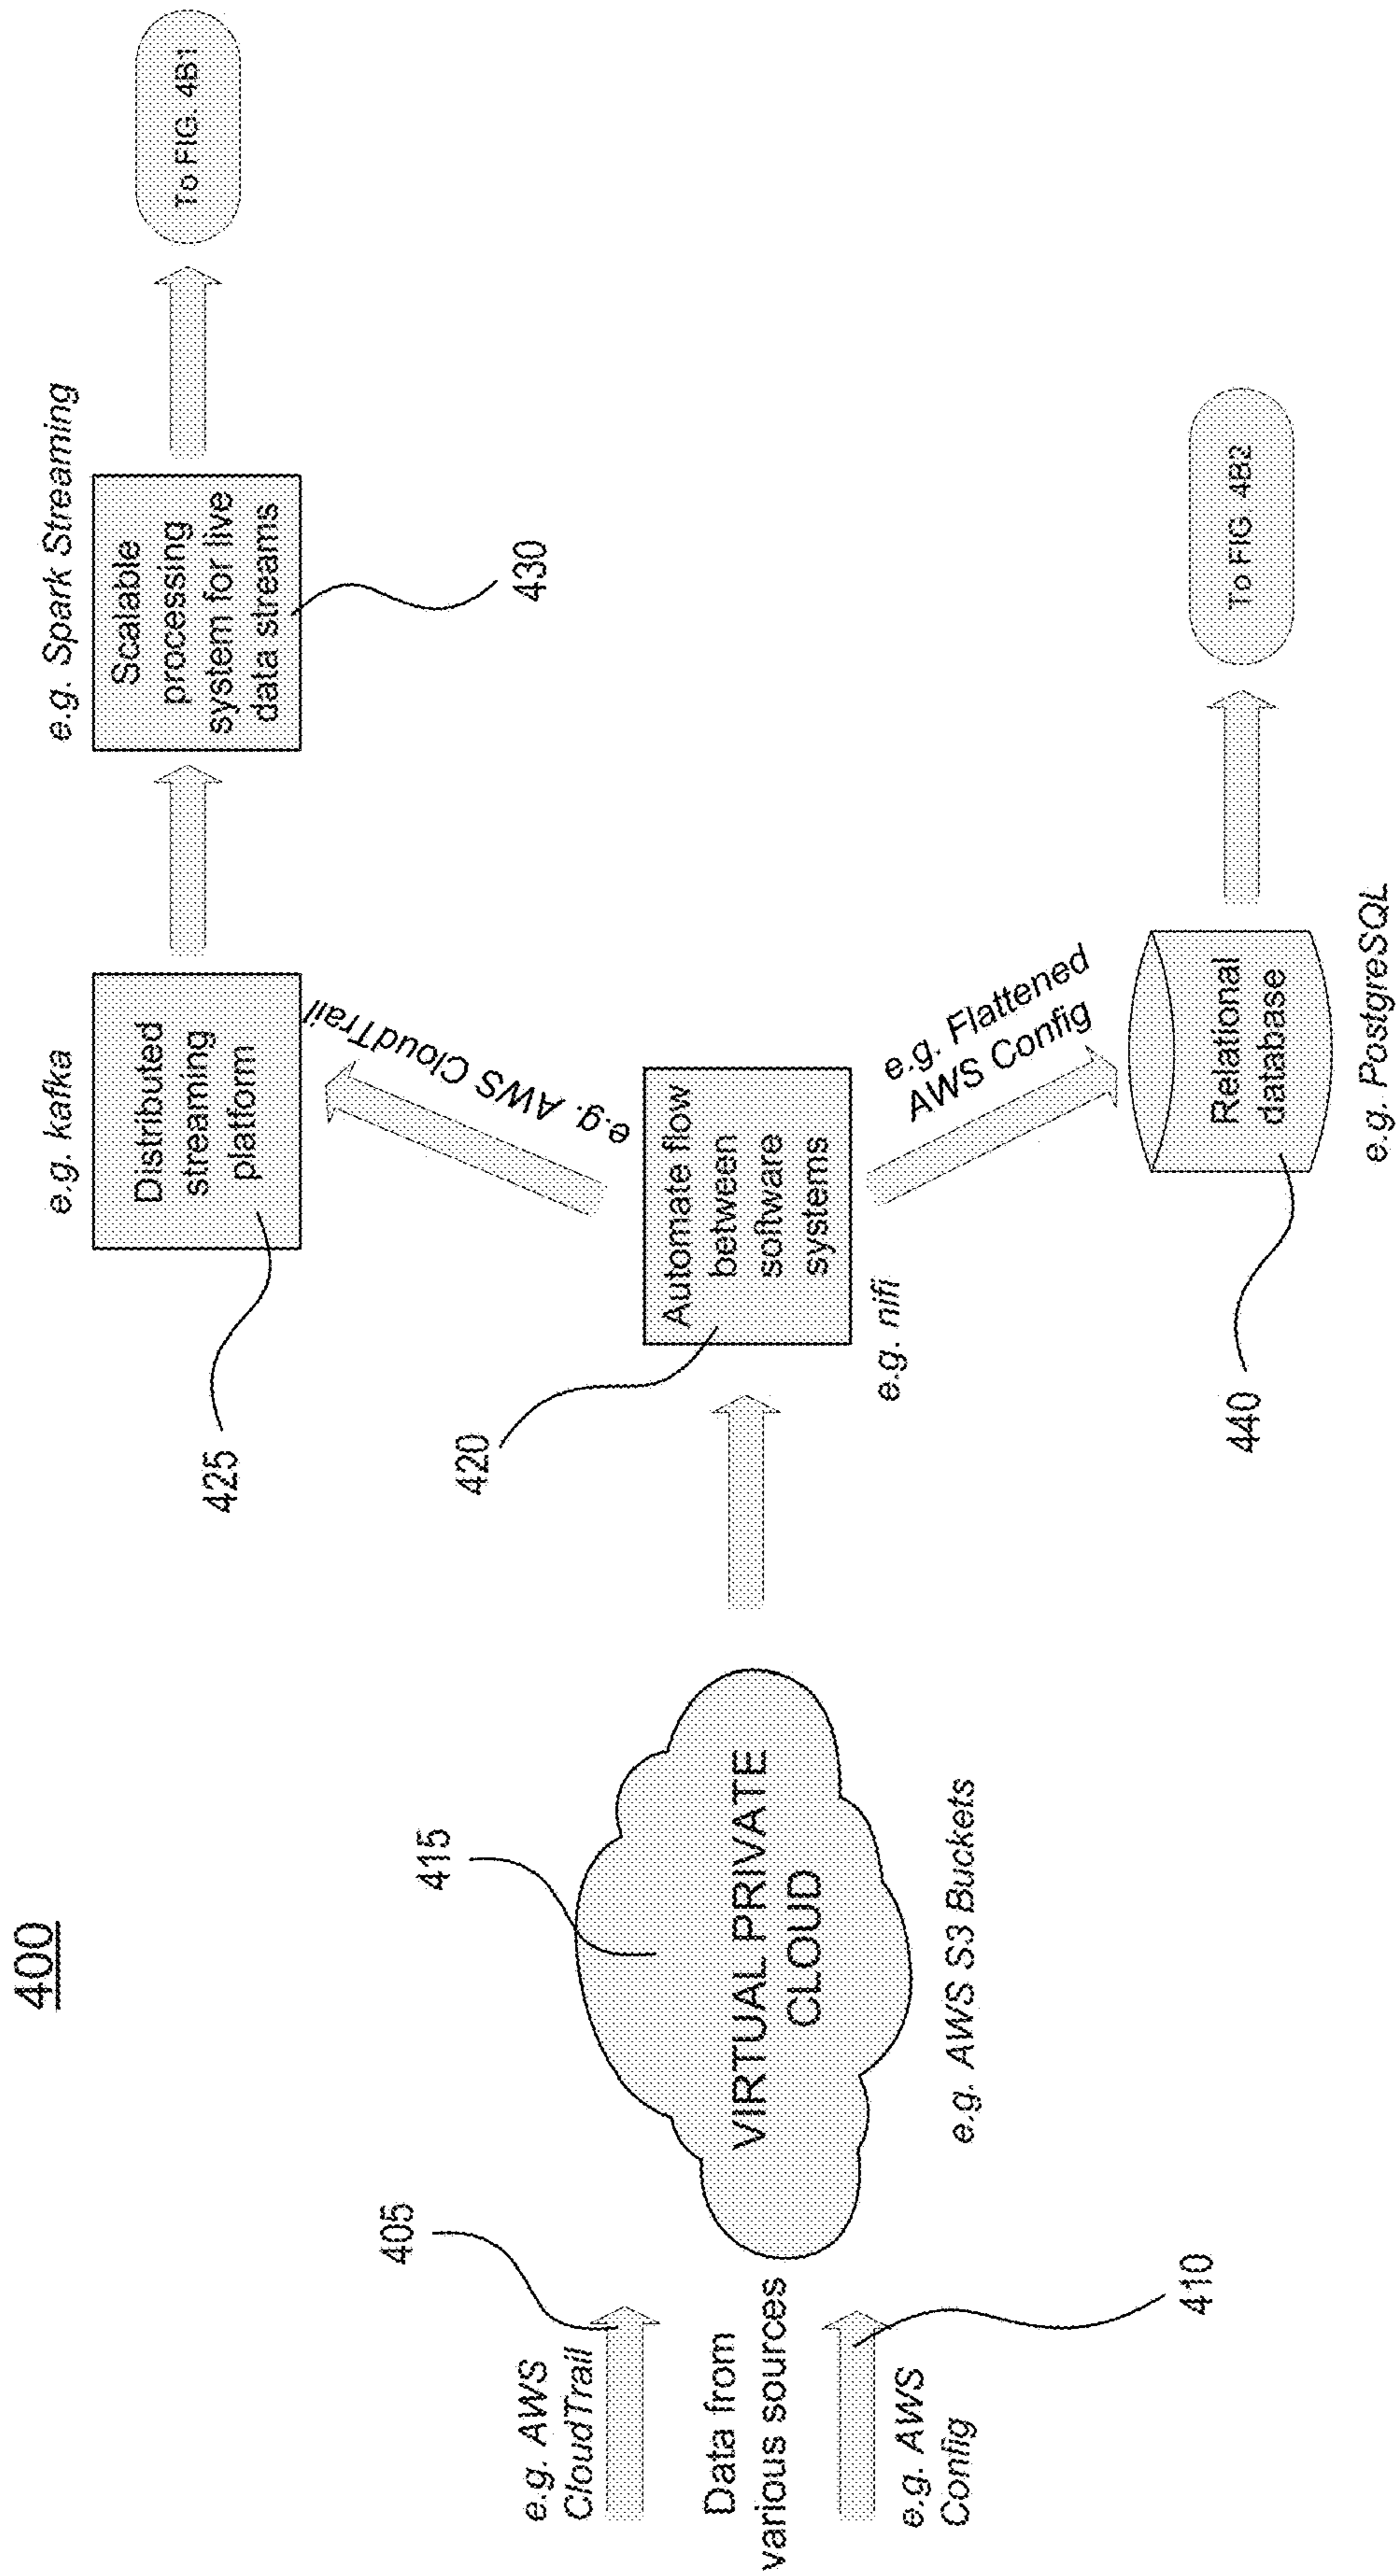 400
e.g. AWS
CloudTrail
405
Data from
various sources
e.g. AWS
Config
410
415
VIRTUAL PRIVATE
CLOUD
e.g. AWS S3 Buckets
420
Automate flow
between
software
systems
e.g. nifi
e.g. AWS CloudTrail
e.g. kafka
Distributed
streaming
platform
425
e.g. Spark Streaming
Scalable
processing
system for live
data streams
430
To FIG. 4B1
e.g. Flattened
AWS Config
Relational
database
440
e.g. PostgreSQL
To FIG. 4B2